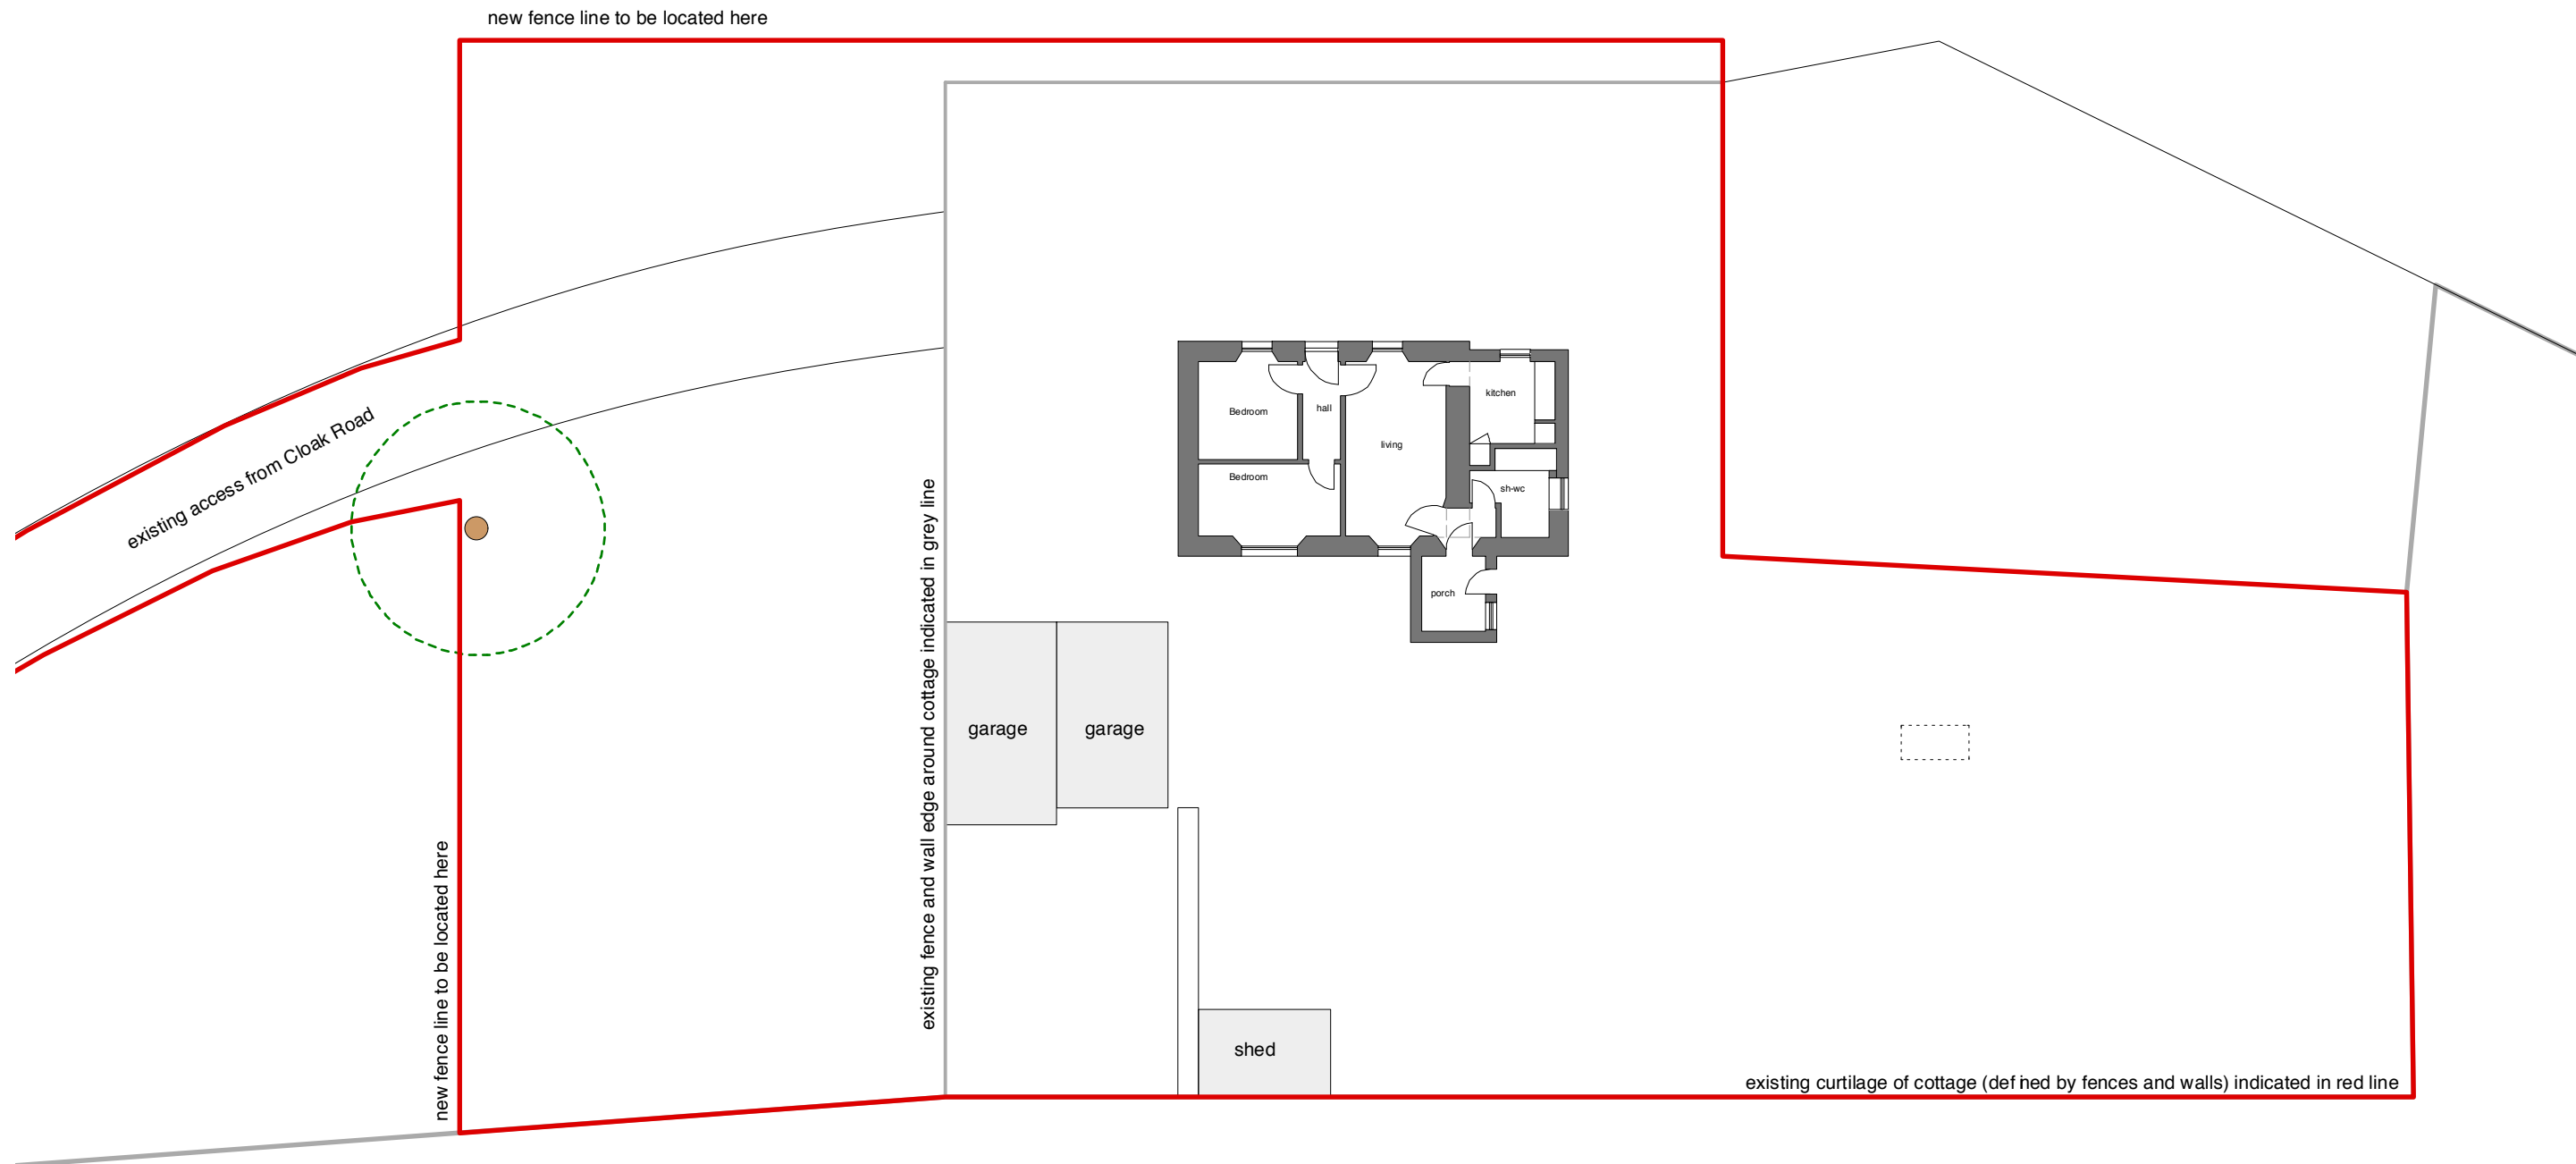 new fence line to be located here
existing access from Cloak Road
Bedroom
hall
living
kitchen
Bedroom
sh-wc
porch
existing fence and wall edge around cottage indicated in grey line
garage
garage
new fence line to be located here
shed
existing curtilage of cottage (defined by fences and walls) indicated in red line